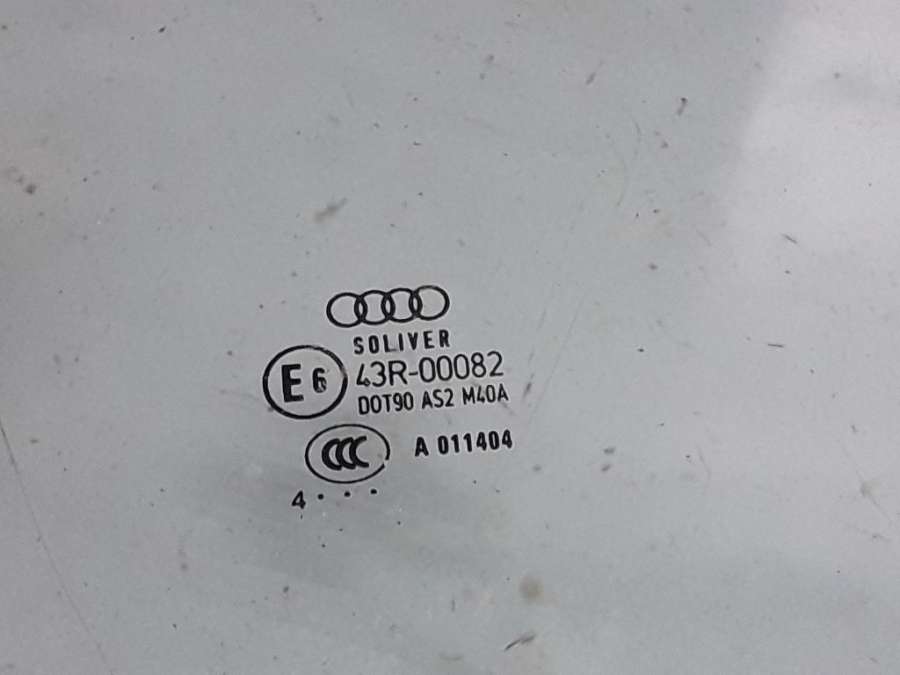 SOLIVER
E6 43R-00082
DOT90 AS2 M40A
CCC A 011404
4 . . .